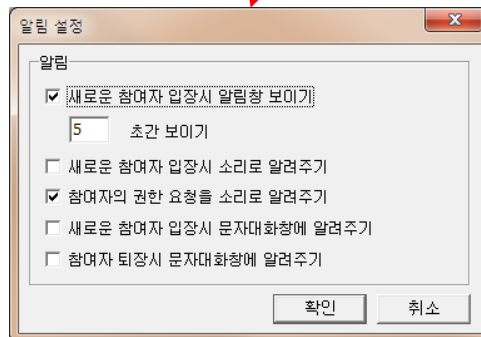 알림 설정
알림
새로운 참여자 입장시 알림창 보이기
5 초간 보이기
새로운 참여자 입장시 소리로 알려주기
참여자의 권한 요청을 소리로 알려주기
새로운 참여자 입장시 문자대화창에 알려주기
참여자 퇴장시 문자대화창에 알려주기
확인 취소